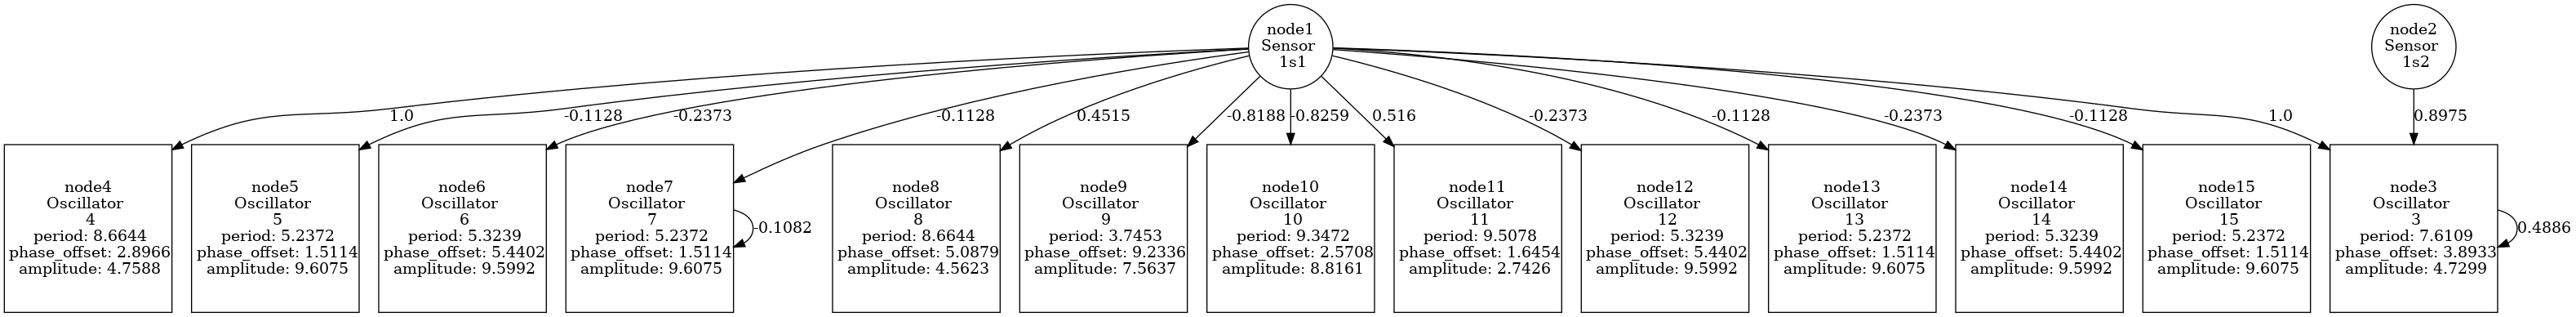 node1
Sensor
1s1
node2
Sensor
1s2
1.0
-0.1128
-0.2373
-0.1128
0.4515
-0.8188
-0.8259
0.516
-0.2373
-0.1128
-0.2373
-0.1128
1.0
0.8975
node4
Oscillator
4
period: 8.6644
phase_offset: 2.8966
amplitude: 4.7588
node5
Oscillator
5
period: 5.2372
phase_offset: 1.5114
amplitude: 9.6075
node6
Oscillator
6
period: 5.3239
phase_offset: 5.4402
amplitude: 9.5992
node7
Oscillator
7
period: 5.2372
phase_offset: 1.5114
amplitude: 9.6075
-0.1082
node8
Oscillator
8
period: 8.6644
phase_offset: 5.0879
amplitude: 4.5623
node9
Oscillator
9
period: 3.7453
phase_offset: 9.2336
amplitude: 7.5637
node10
Oscillator
10
period: 9.3472
phase_offset: 2.5708
amplitude: 8.8161
node11
Oscillator
11
period: 9.5078
phase_offset: 1.6454
amplitude: 2.7426
node12
Oscillator
12
period: 5.3239
phase_offset: 5.4402
amplitude: 9.5992
node13
Oscillator
13
period: 5.2372
phase_offset: 1.5114
amplitude: 9.6075
node14
Oscillator
14
period: 5.3239
phase_offset: 5.4402
amplitude: 9.5992
node15
Oscillator
15
period: 5.2372
phase_offset: 1.5114
amplitude: 9.6075
node3
Oscillator
3
period: 7.6109
phase_offset: 3.8933
amplitude: 4.7299
0.4886